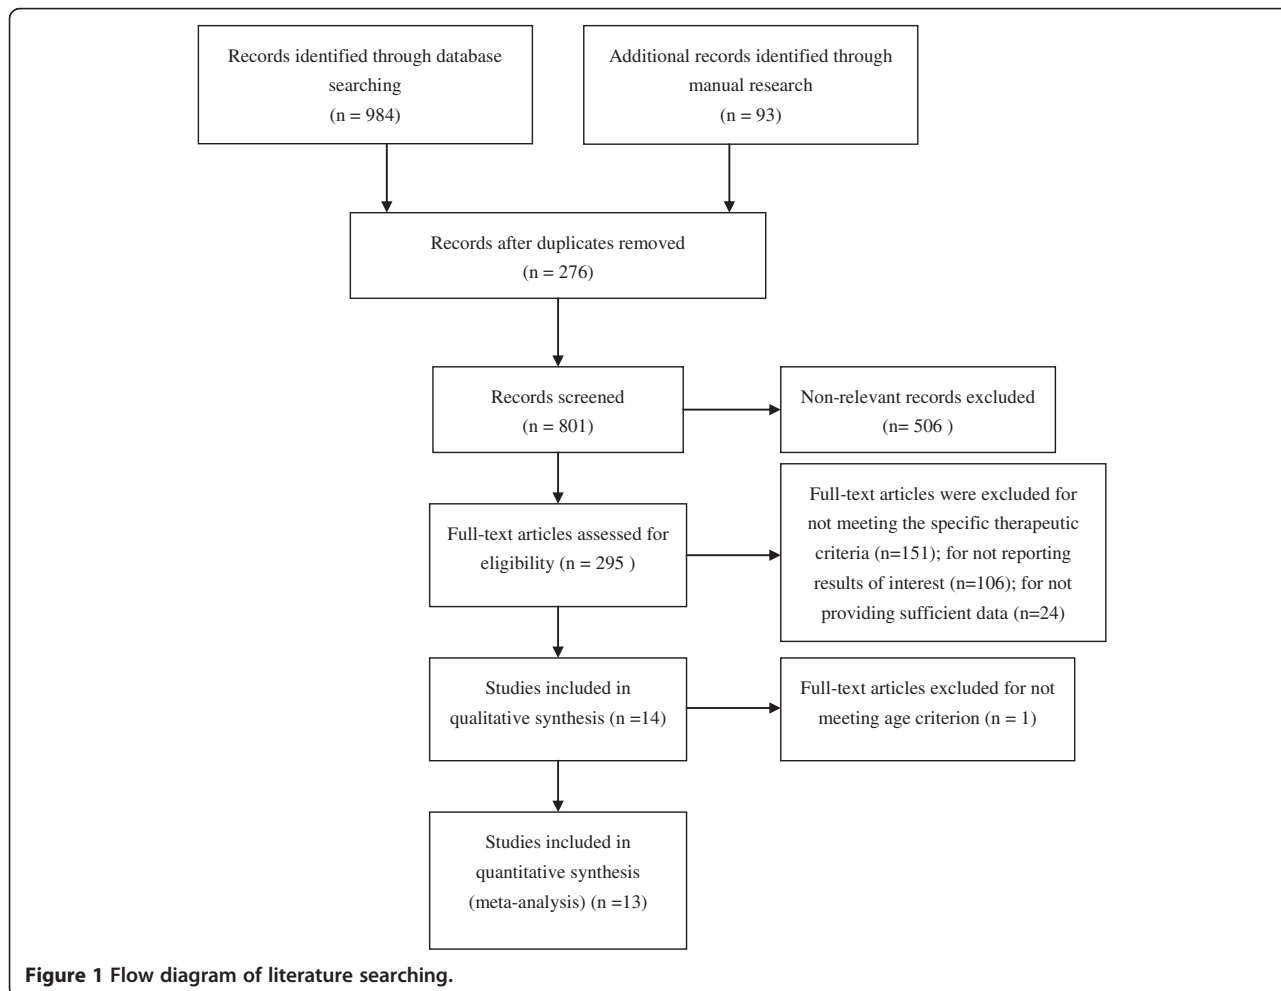 Records identified through database
searching
(n = 984)
Additional records identified through
manual research
(n = 93)
Records after duplicates removed
(n = 276)
Records screened
(n = 801)
Non-relevant records excluded
(n= 506 )
Full-text articles assessed for
eligibility (n = 295 )
Full-text articles were excluded for
not meeting the specific therapeutic
criteria (n=151); for not reporting
results of interest (n=106); for not
providing sufficient data (n=24)
Studies included in
qualitative synthesis (n =14)
Full-text articles excluded for not
meeting age criterion (n = 1)
Studies included in
quantitative synthesis
(meta-analysis) (n =13)
Figure 1 Flow diagram of literature searching.